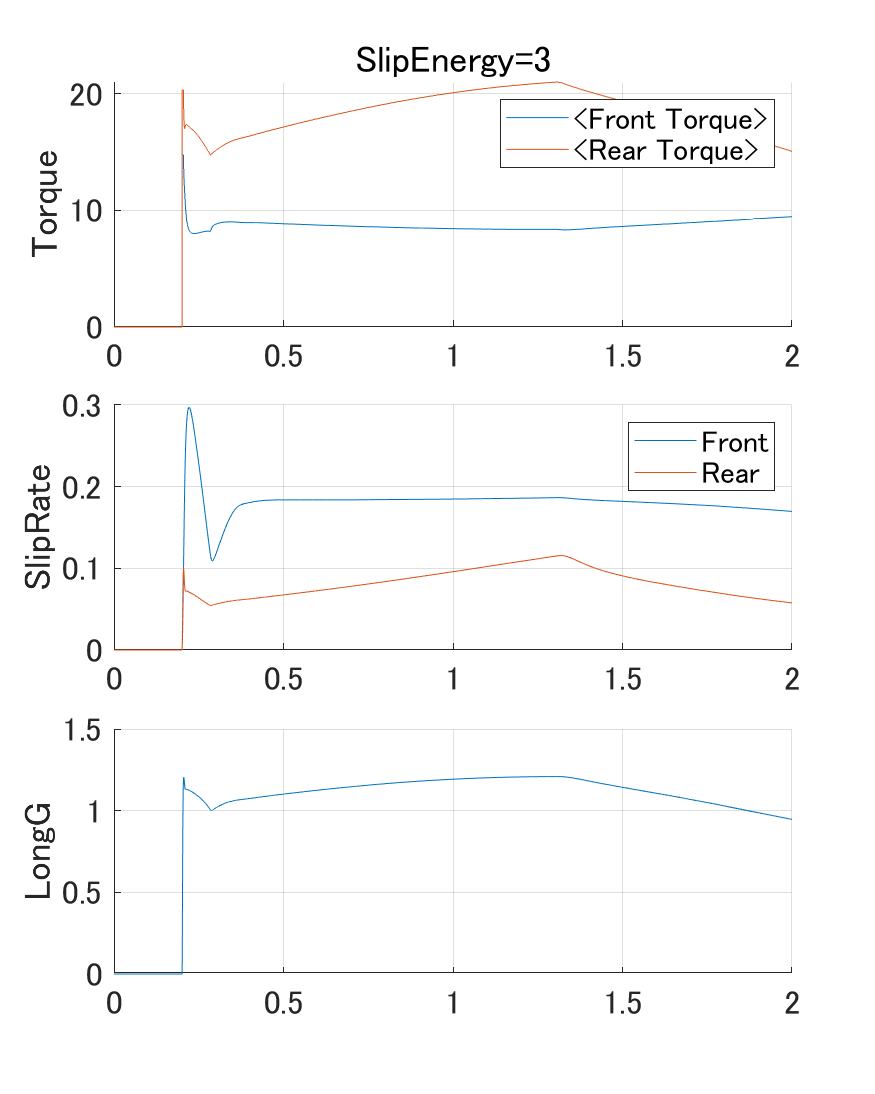 SlipEnergy=3
Torque
20
10
0
<Front Torque>
<Rear Torque>
0 0.5 1 1.5 2
SlipRate
0.3
0.2
0.1
0
Front
Rear
0 0.5 1 1.5 2
LongG
1.5
1
0.5
0
0 0.5 1 1.5 2